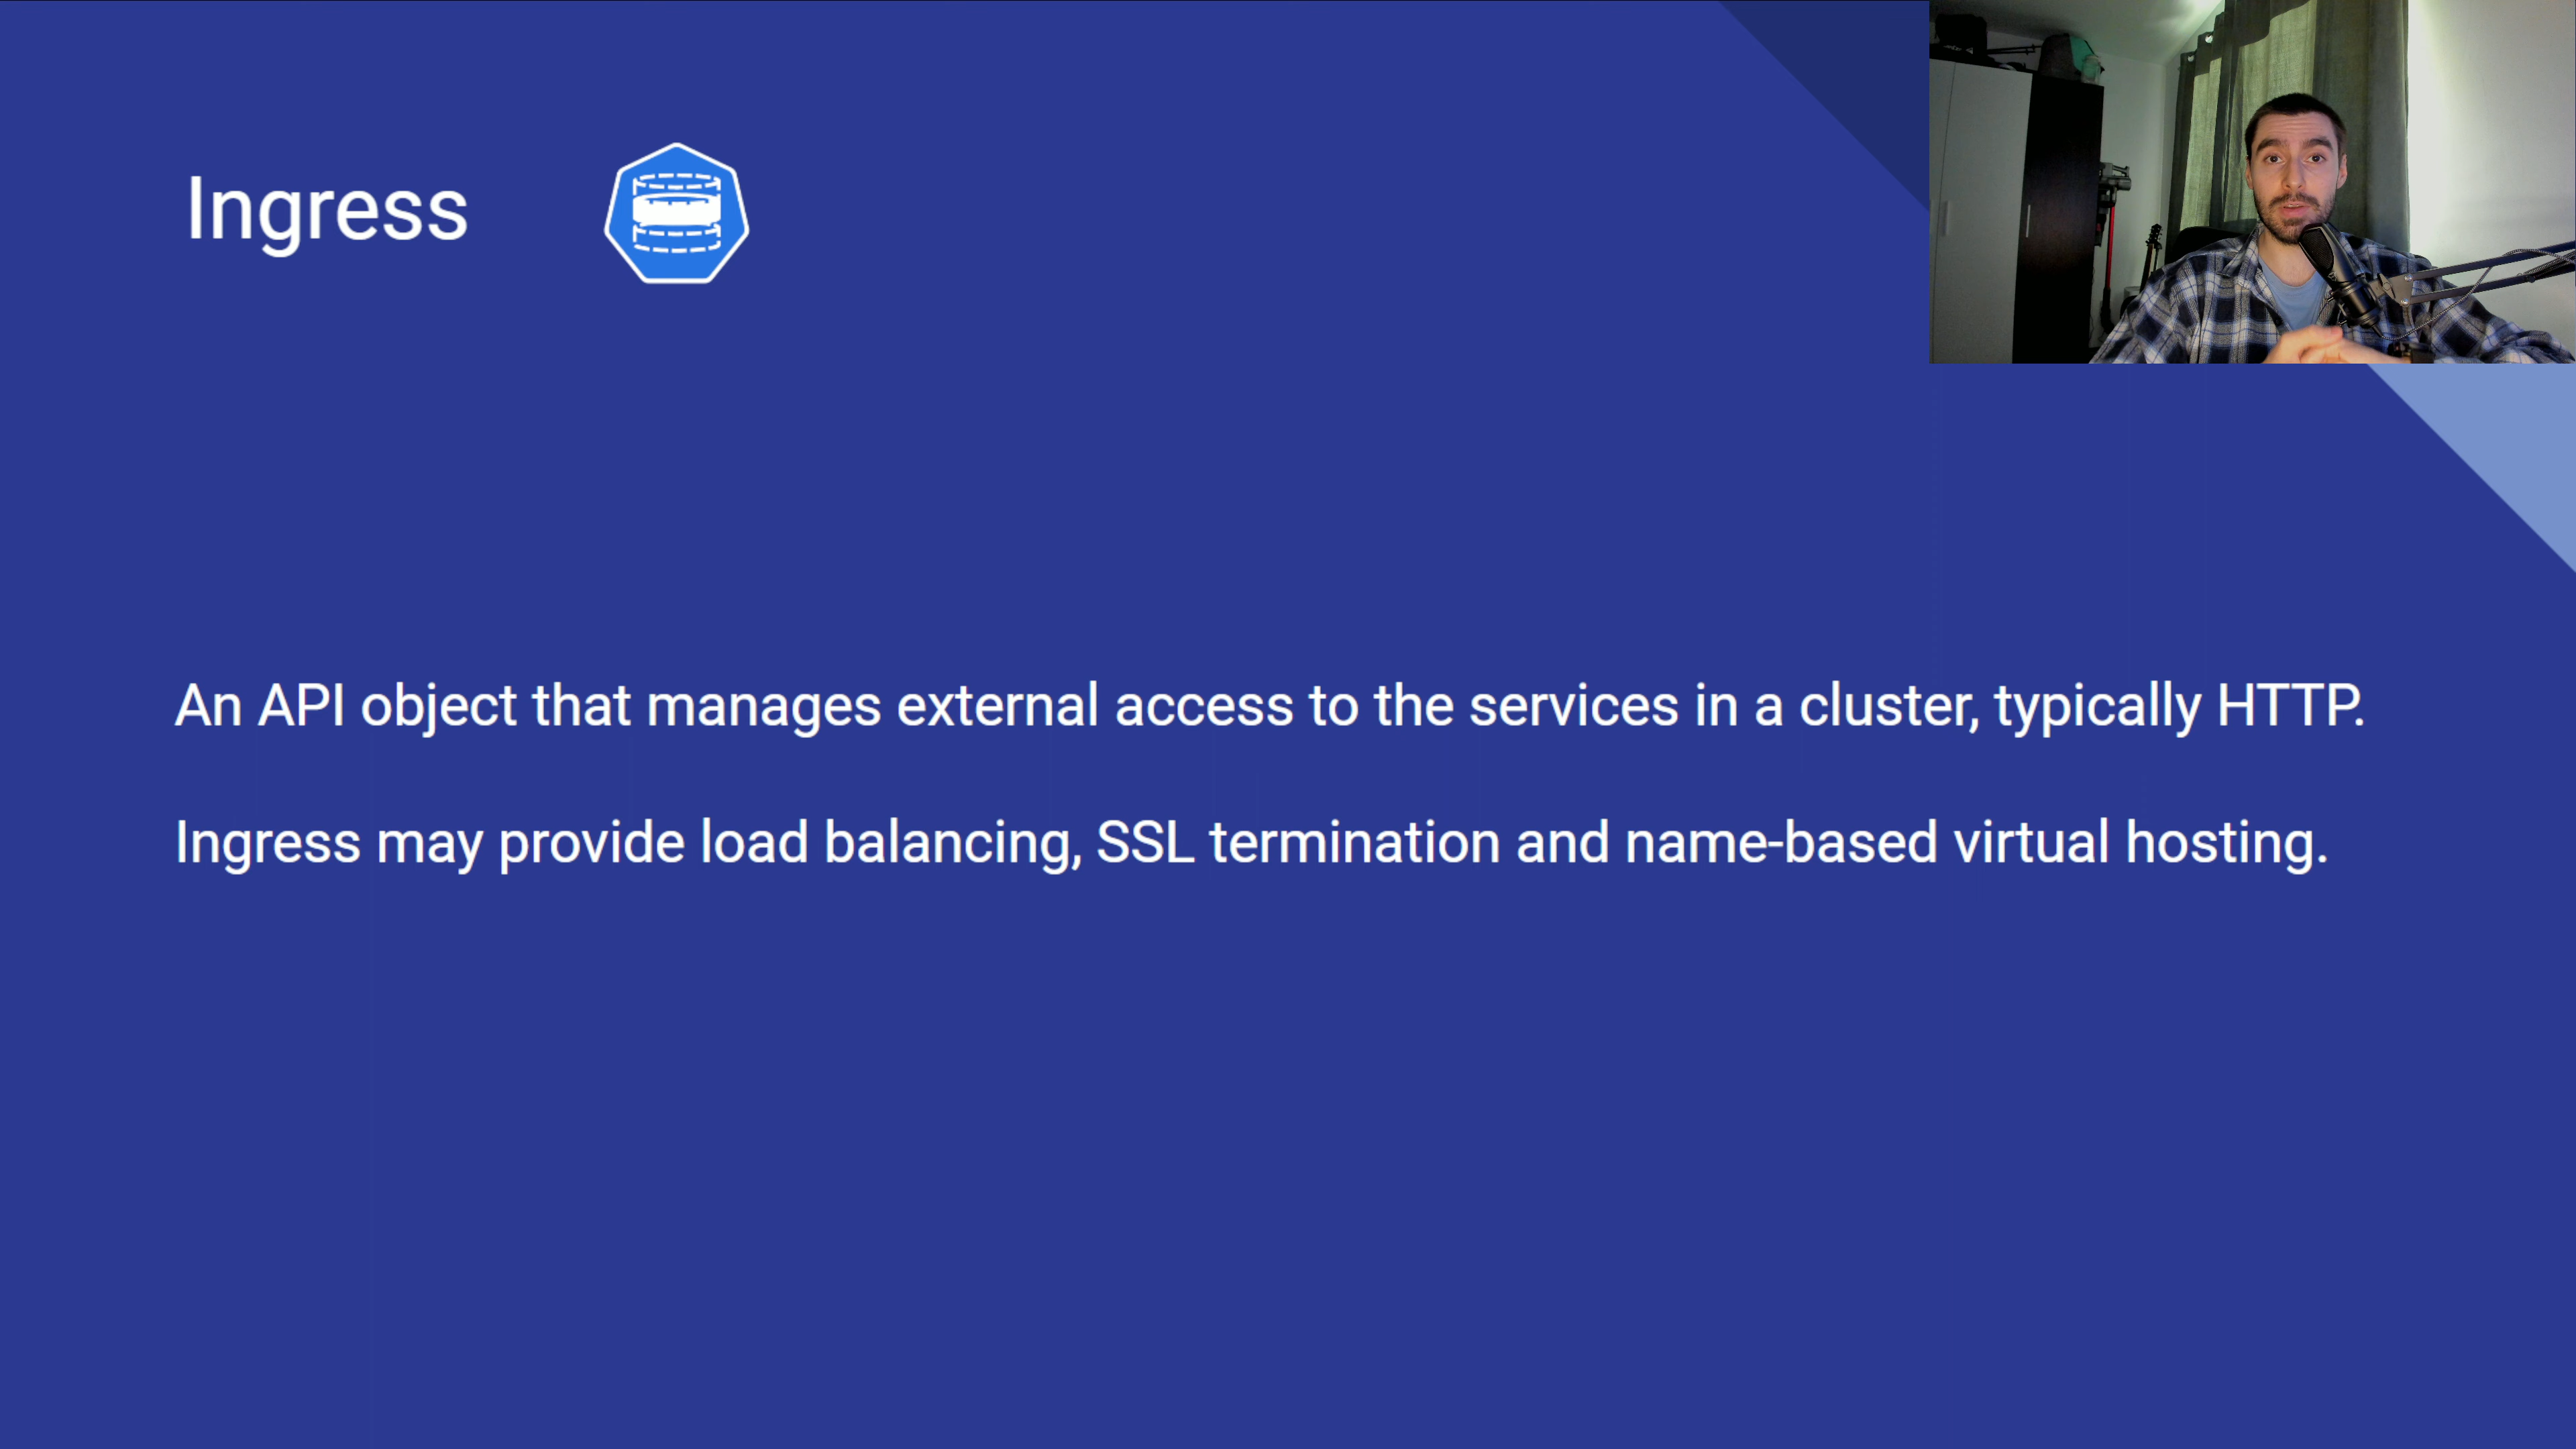 Ingress
An API object that manages external access to the services in a cluster, typically HTTP.
Ingress may provide load balancing, SSL termination and name-based virtual hosting.